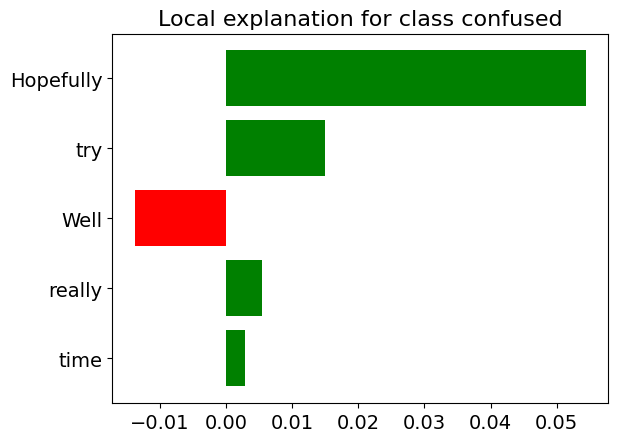 Local explanation for class confused
Hopefully
try
Well
really
time
−0.01 0.00 0.01 0.02 0.03 0.04 0.05